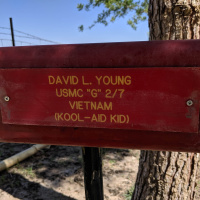 DAVID L. YOUNG
USMC "G" 2/7
VIETNAM
(KOOL-AID KID)